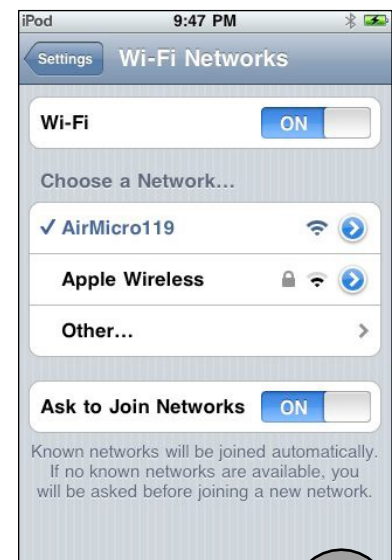 iPod 9:47 PM
Settings Wi-Fi Networks
Wi-Fi ON
Choose a Network...
✓ AirMicro119
Apple Wireless
Other...
Ask to Join Networks ON
Known networks will be joined automatically.
If no known networks are available, you
will be asked before joining a new network.